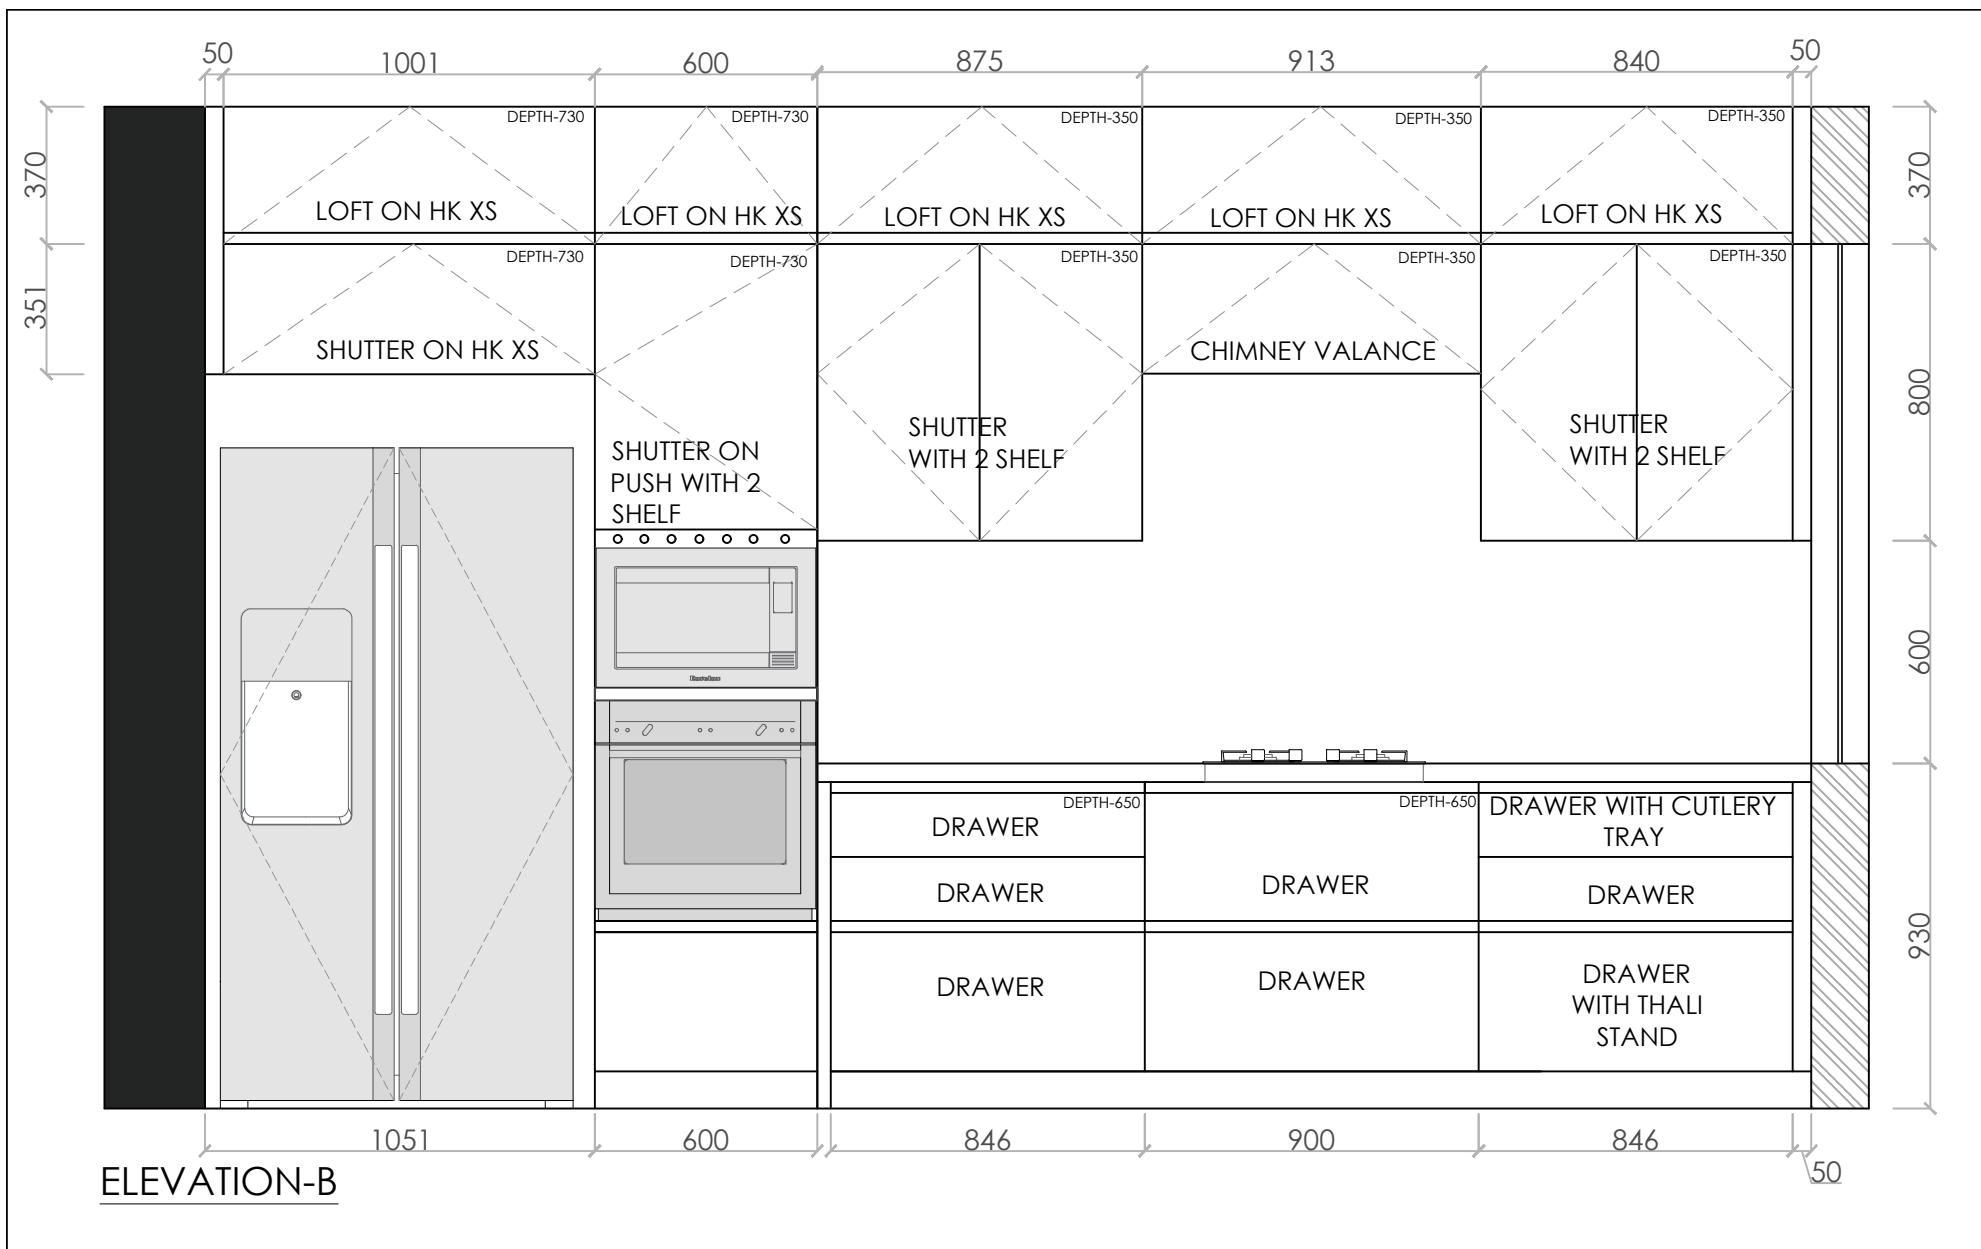 50
1001
600
875
913
840
50
DEPTH-730
DEPTH-730
DEPTH-350
DEPTH-350
DEPTH-350
370
370
LOFT ON HK XS
LOFT ON HK XS
LOFT ON HK XS
LOFT ON HK XS
LOFT ON HK XS
DEPTH-730
DEPTH-730
DEPTH-350
DEPTH-350
DEPTH-350
351
SHUTTER ON HK XS
CHIMNEY VALANCE
800
SHUTTER ON
PUSH WITH 2
SHELF
SHUTTER
WITH 2 SHELF
SHUTTER
WITH 2 SHELF
600
DEPTH-650
DEPTH-650
DRAWER
DRAWER WITH CUTLERY
TRAY
DRAWER
DRAWER
DRAWER
930
DRAWER
DRAWER
DRAWER
WITH THALI
STAND
1051
600
846
900
846
50
ELEVATION-B